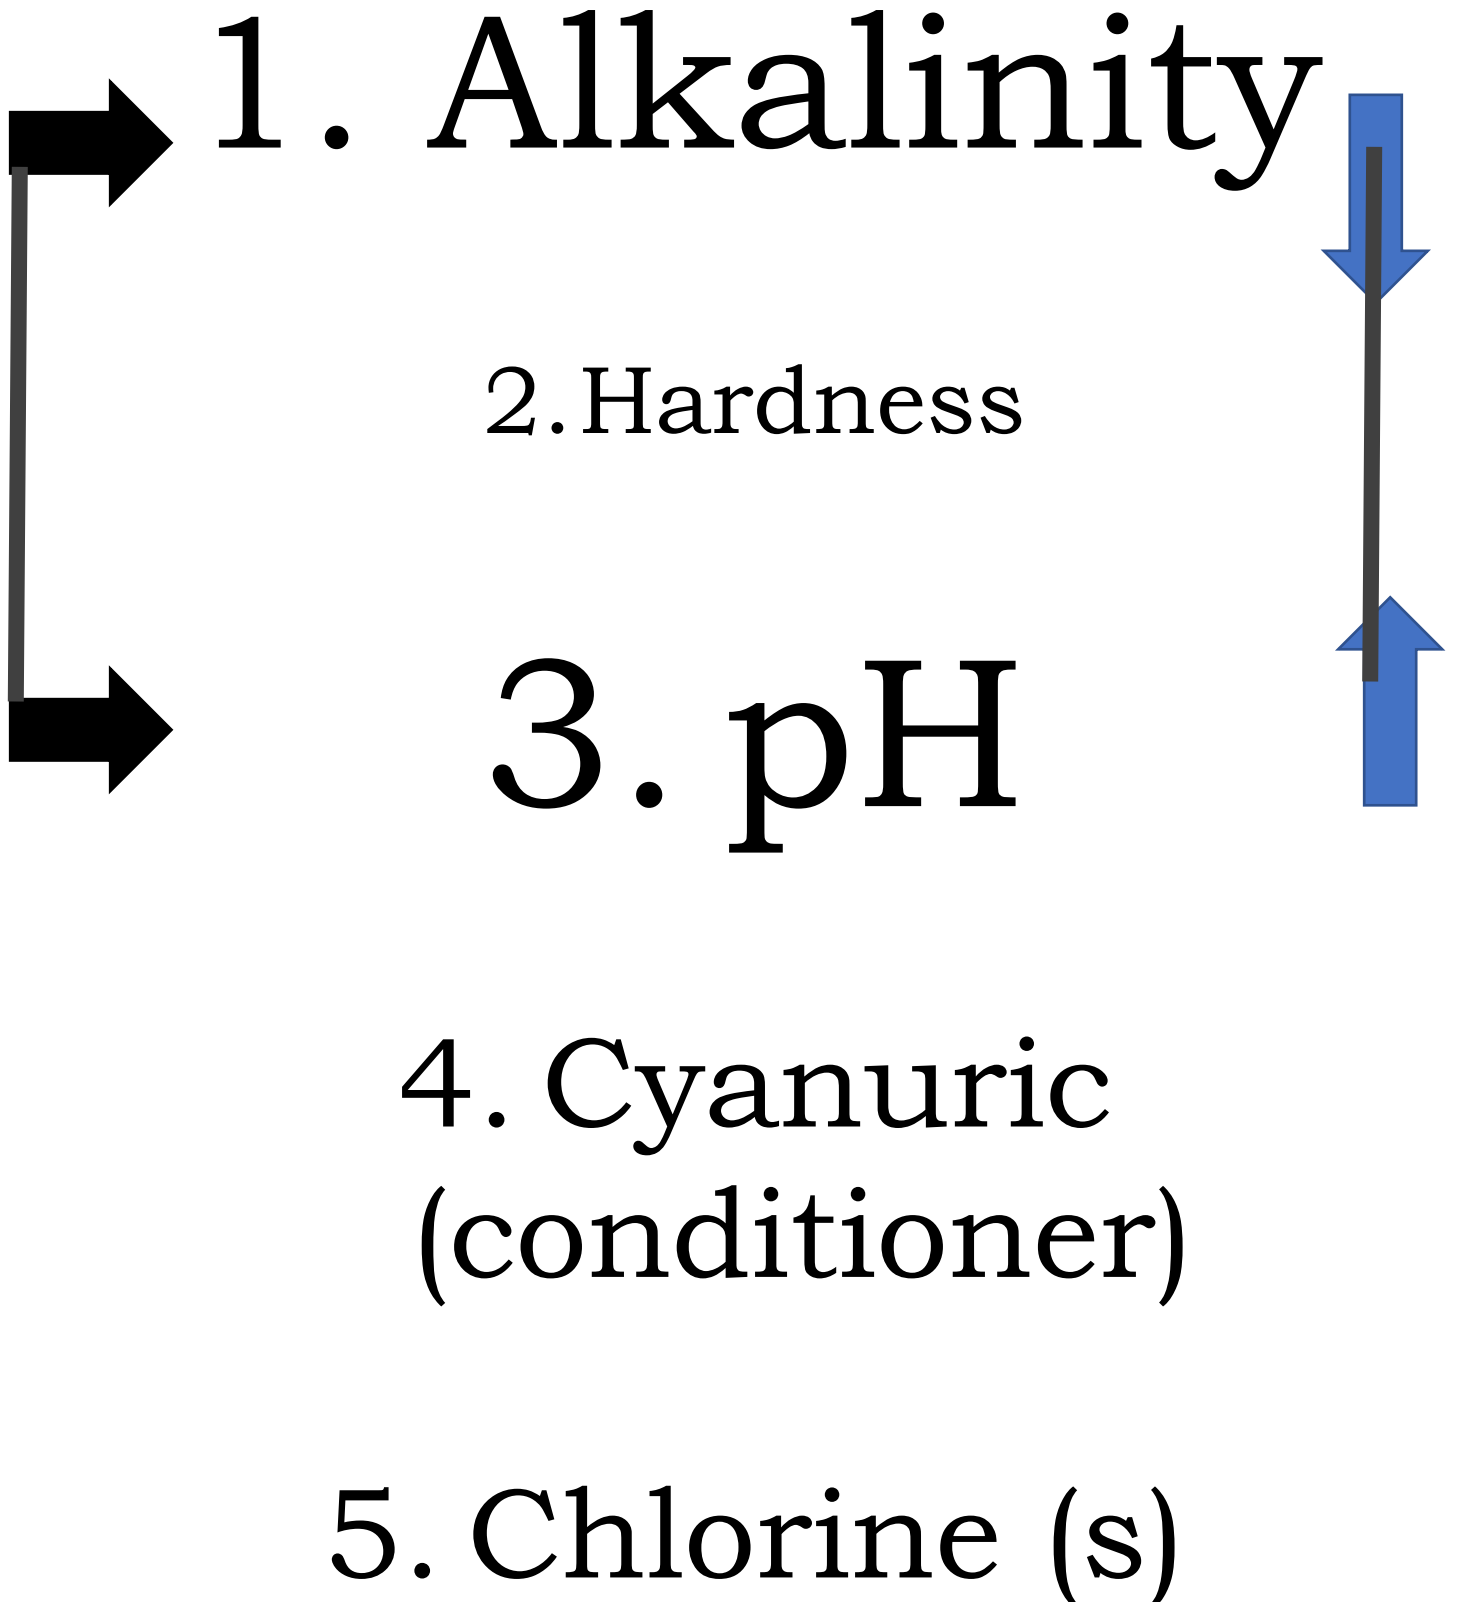 1. Alkalinity
2. Hardness
3. pH
4. Cyanuric
(conditioner)
5. Chlorine (s)